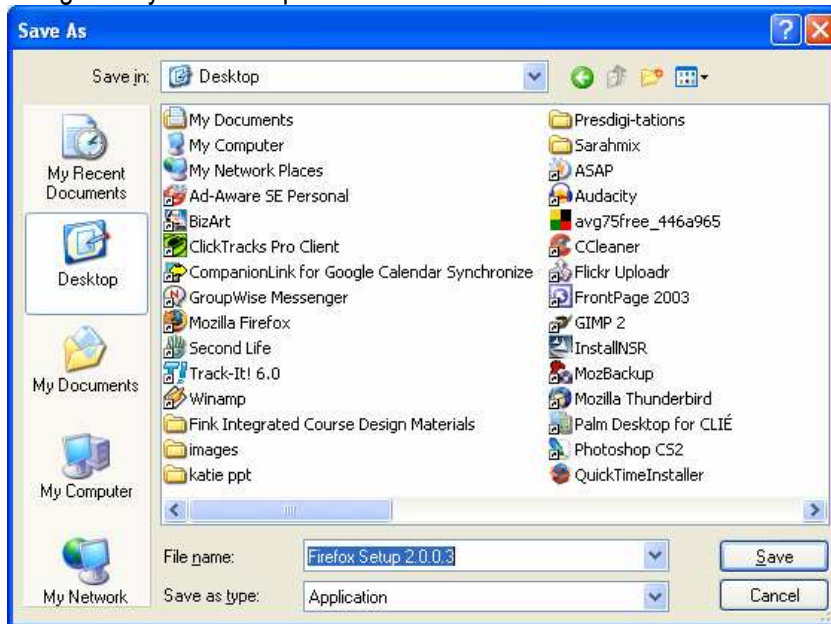 Save As
Save in:
Desktop
My Recent
Documents
Desktop
My Documents
My Computer
My Network
My Documents
My Computer
My Network Places
Ad-Aware SE Personal
BizArt
ClickTracks Pro Client
CompanionLink for Google Calendar Synchronize
GroupWise Messenger
Mozilla Firefox
Second Life
Track-It! 6.0
Winamp
Fink Integrated Course Design Materials
images
katie ppt
Presdigi-tations
Sarahmix
ASAP
Audacity
avg75free_446a965
CCleaner
Flickr Uploadr
FrontPage 2003
GIMP 2
InstallNSR
MozBackup
Mozilla Thunderbird
Palm Desktop for CLIÉ
Photoshop CS2
QuickTimeInstaller
File name:
Firefox Setup 2.0.0.3
Save
Save as type:
Application
Cancel